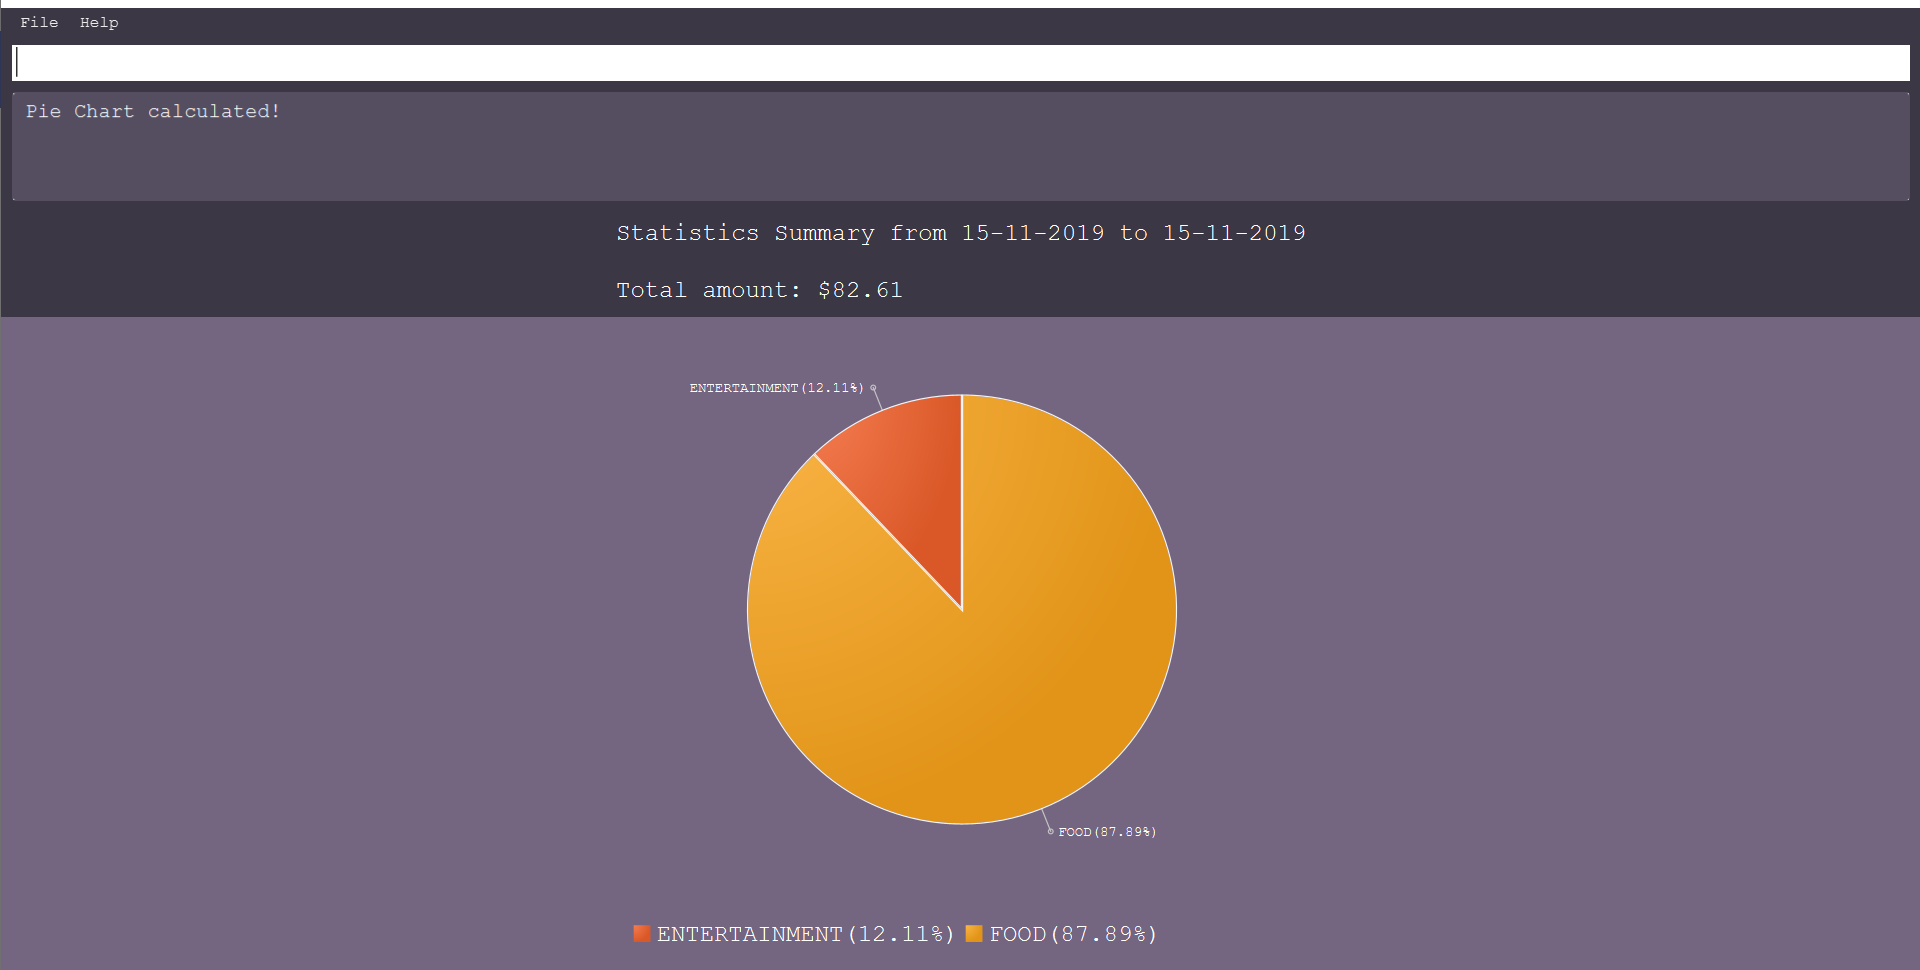 File Help
Pie Chart calculated!
Statistics Summary from 15-11-2019 to 15-11-2019
Total amount: $82.61
ENTERTAINMENT(12.11%)
FOOD(87.89%)
ENTERTAINMENT(12.11%) FOOD(87.89%)